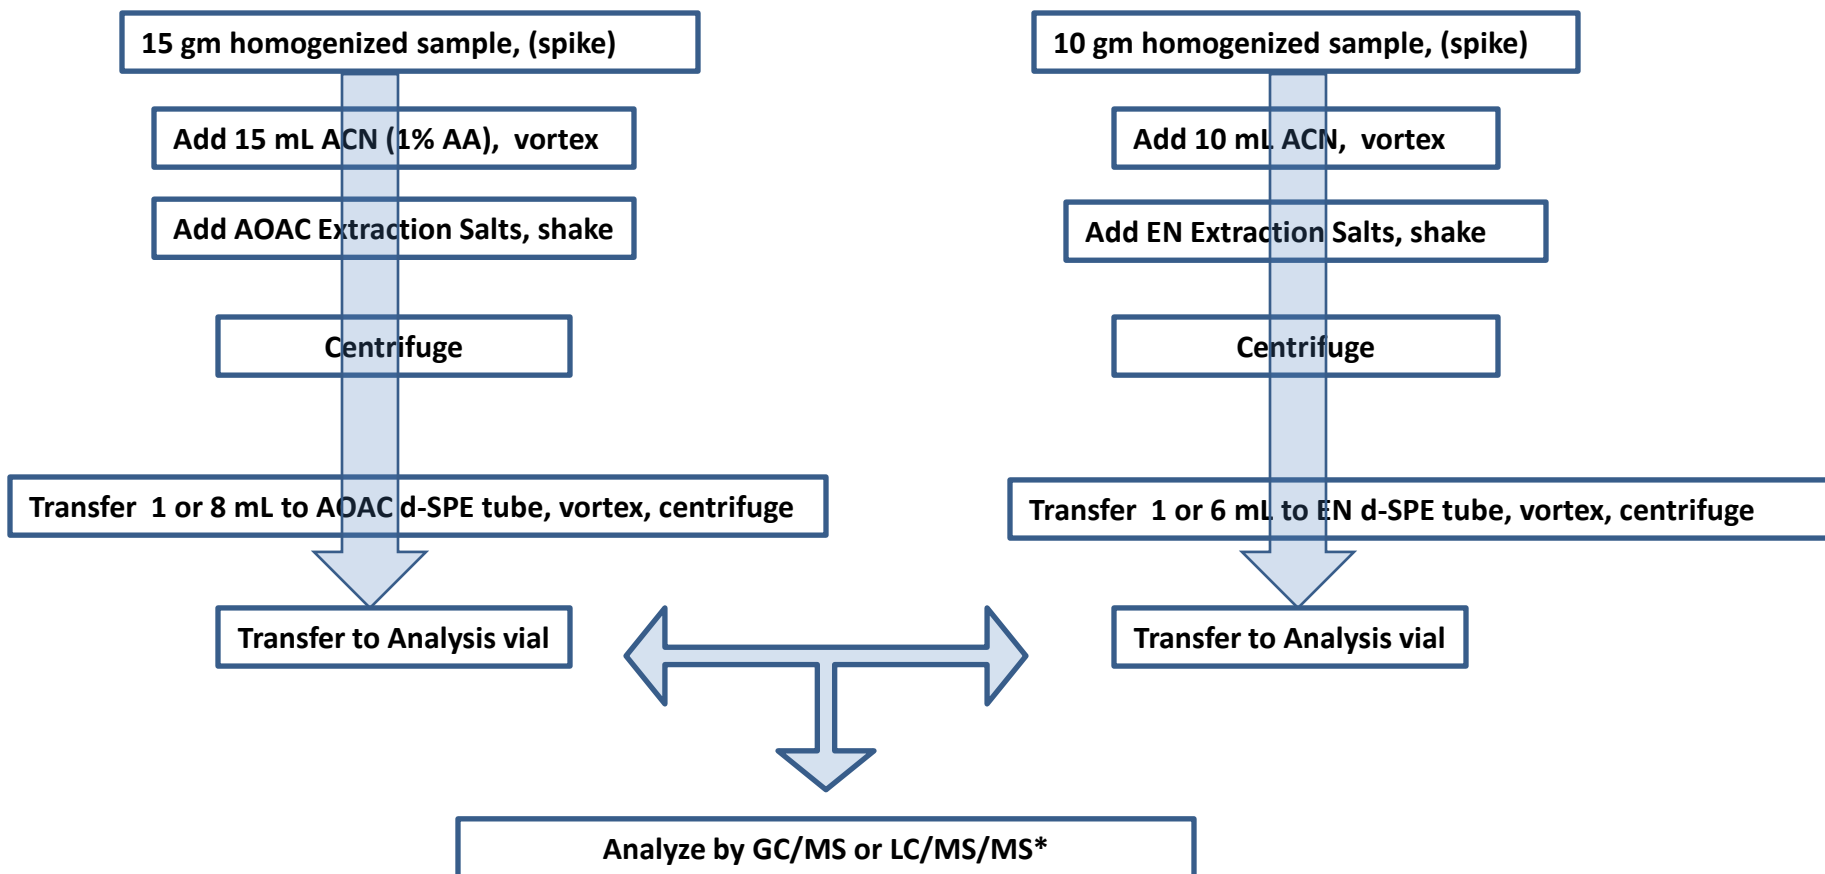 15 gm homogenized sample, (spike)
Add 15 mL ACN (1% AA), vortex
Add AOAC Extraction Salts, shake
Centrifuge
Transfer 1 or 8 mL to AOAC d-SPE tube, vortex, centrifuge
Transfer to Analysis vial
10 gm homogenized sample, (spike)
Add 10 mL ACN, vortex
Add EN Extraction Salts, shake
Centrifuge
Transfer 1 or 6 mL to EN d-SPE tube, vortex, centrifuge
Transfer to Analysis vial
Analyze by GC/MS or LC/MS/MS*